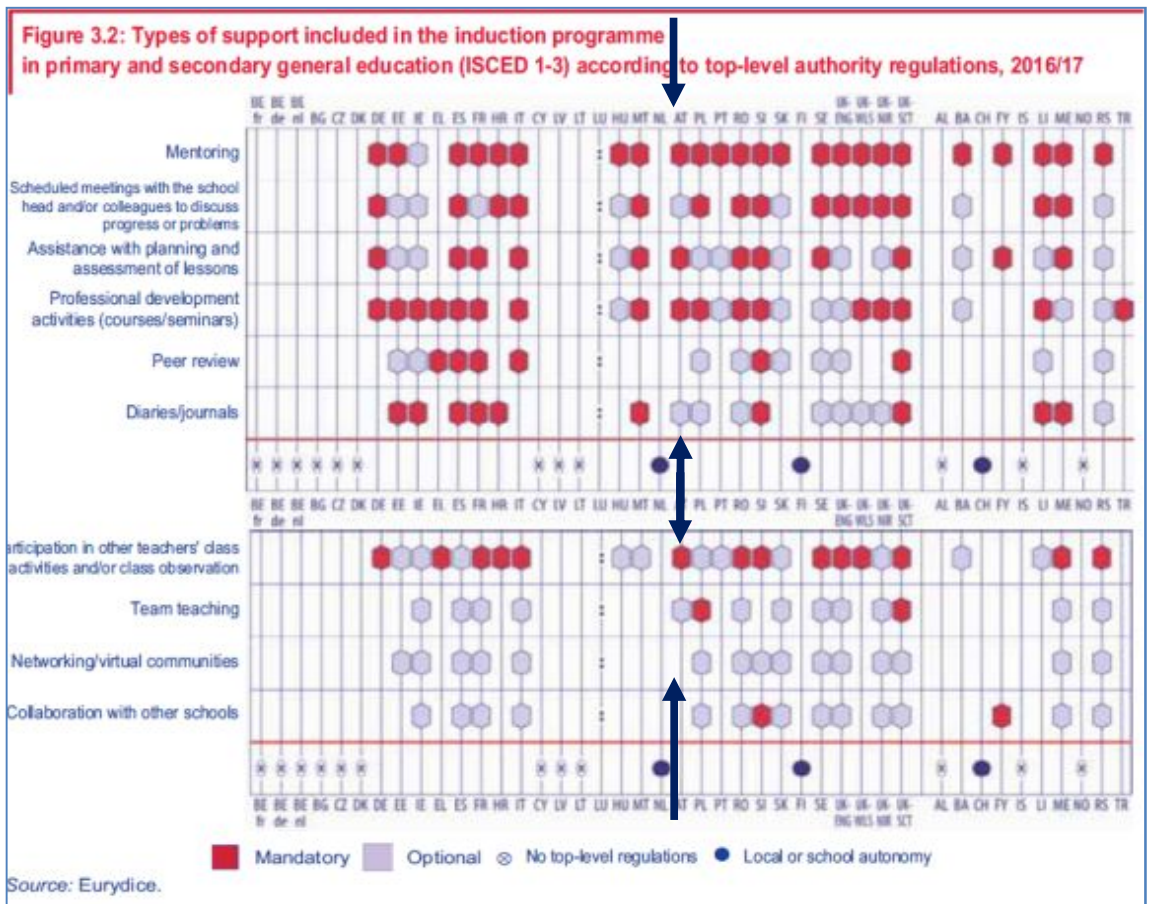 Figure 3.2: Types of support included in the induction programme
in primary and secondary general education (ISCED 1-3) according to top-level authority regulations, 2016/17
BE BE BE UK- UK- UK- UK-
fr de nl BG CZ DK DE EE IE EL ES FR HR IT CY LV LT LU HU MT NL AT PL PT RO SI SK FI SE ENG WLS NIR SCT AL BA CH FY IS LI ME NO RS TR
Mentoring
Scheduled meetings with the school
head and/or colleagues to discuss
progress or problems
Assistance with planning and
assessment of lessons
Professional development
activities (courses/seminars)
Peer review
Diaries/journals
BE BE BE BG CZ DK DE EE IE EL ES FR HR IT CY LV LT LU HU MT NL AT PL PT RO SI SK FI SE UK- UK- UK- UK- AL BA CH FY IS LI ME NO RS TR
fr de nl ENG WLS NIR SCT
articipation in other teachers' class
activities and/or class observation
Team teaching
Networking/virtual communities
Collaboration with other schools
BE BE BE BG CZ DK DE EE IE EL ES FR HR IT CY LV LT LU HU MT NL AT PL PT RO SI SK FI SE UK- UK- UK- UK- AL BA CH FY IS LI ME NO RS TR
fr de nl ENG WLS NIR SCT
Mandatory Optional No top-level regulations Local or school autonomy
Source: Eurydice.